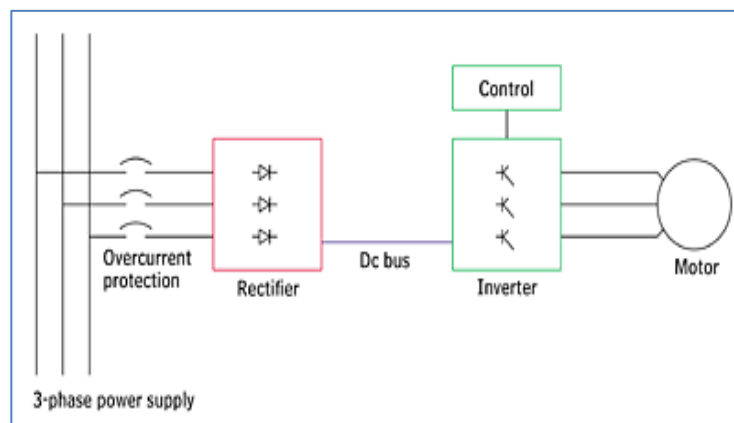 Control
Overcurrent
protection
Rectifier
Dc bus
Inverter
Motor
3-phase power supply